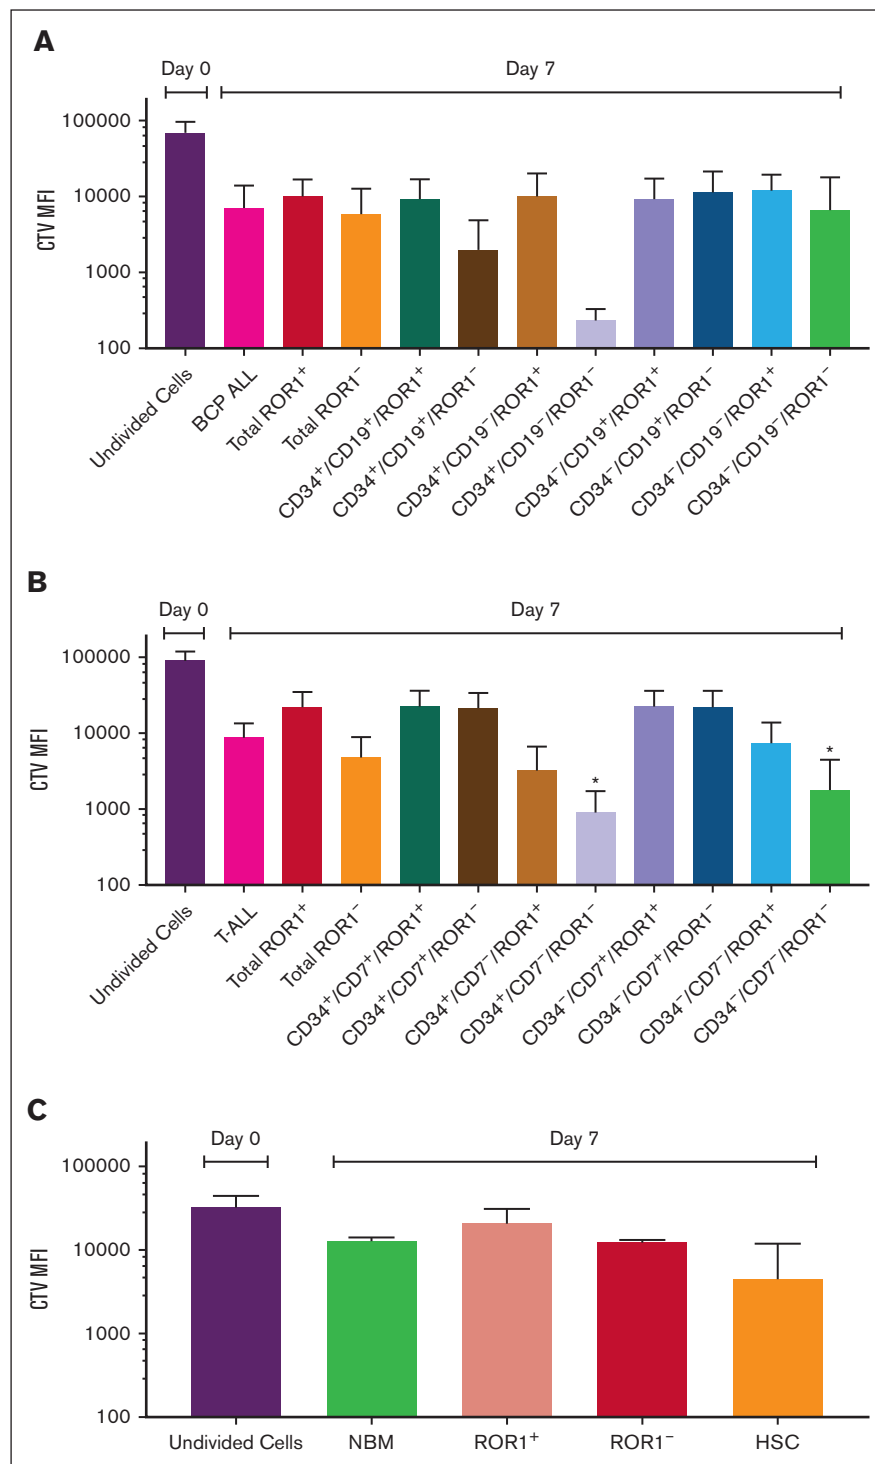 A
Day 0
Day 7
100000
10000
1000
100
CTV MFI
Undivided Cells
BCP ALL
Total ROR1⁺
Total ROR1⁻
CD34⁺/CD19⁺/ROR1⁺
CD34⁺/CD19⁺/ROR1⁻
CD34⁺/CD19⁻/ROR1⁺
CD34⁺/CD19⁻/ROR1⁻
CD34⁻/CD19⁺/ROR1⁺
CD34⁻/CD19⁺/ROR1⁻
CD34⁻/CD19⁻/ROR1⁺
CD34⁻/CD19⁻/ROR1⁻
B
Day 0
Day 7
100000
10000
1000
100
CTV MFI
*
*
Undivided Cells
T-ALL
Total ROR1⁺
Total ROR1⁻
CD34⁺/CD7⁺/ROR1⁺
CD34⁺/CD7⁺/ROR1⁻
CD34⁺/CD7⁻/ROR1⁺
CD34⁺/CD7⁻/ROR1⁻
CD34⁻/CD7⁺/ROR1⁺
CD34⁻/CD7⁺/ROR1⁻
CD34⁻/CD7⁻/ROR1⁺
CD34⁻/CD7⁻/ROR1⁻
C
Day 0
Day 7
100000
10000
1000
100
CTV MFI
Undivided Cells
NBM
ROR1⁺
ROR1⁻
HSC